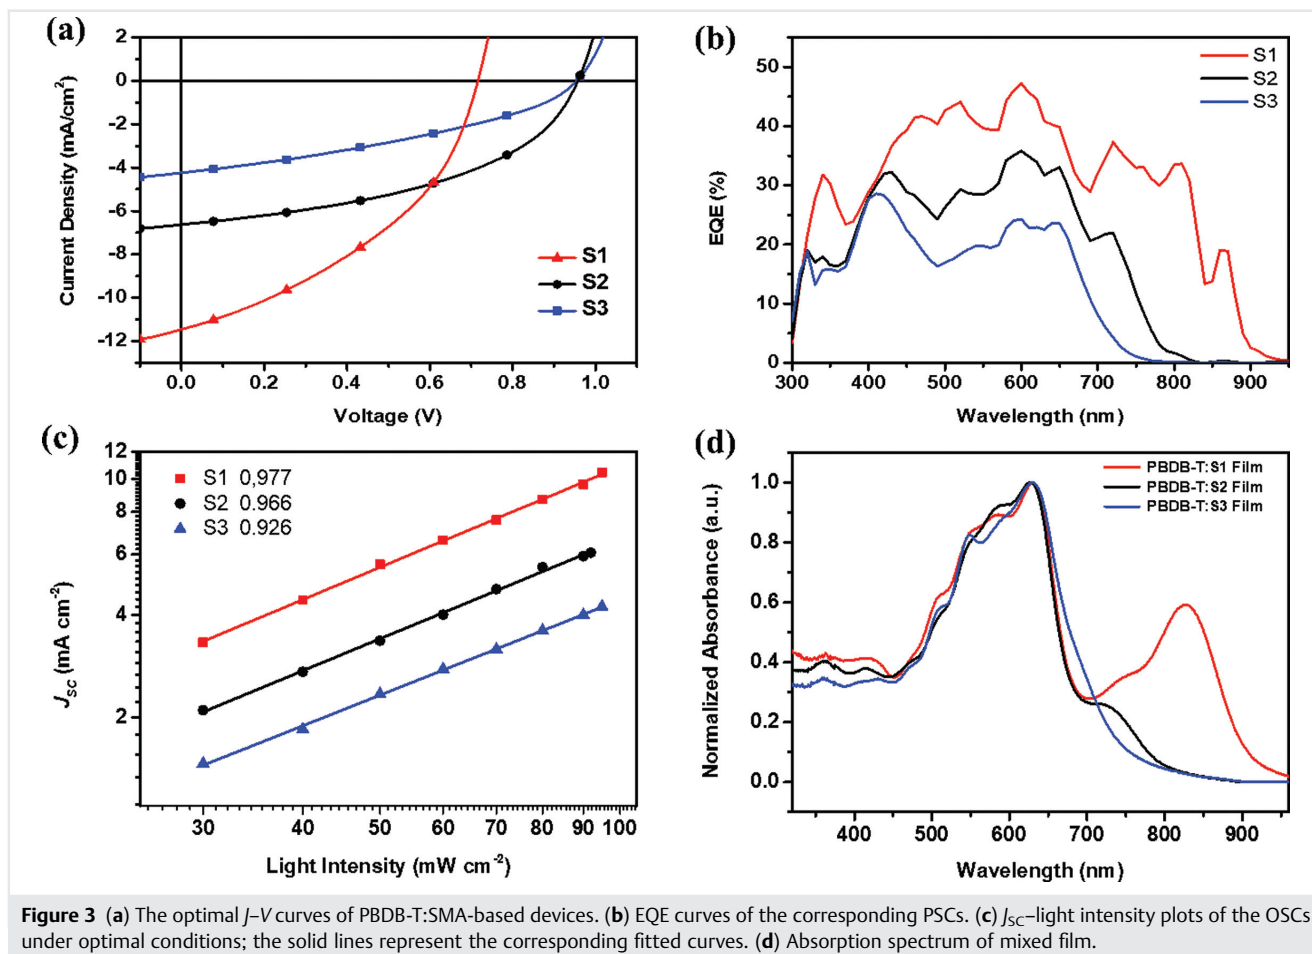 (a)
2
0
-2
-4
-6
-8
-10
-12
Current Density (mA/cm²)
0.0 0.2 0.4 0.6 0.8 1.0
Voltage (V)
S1
S2
S3
(b)
50
40
30
20
10
0
EQE (%)
300 400 500 600 700 800 900
Wavelength (nm)
S1
S2
S3
(c)
12
10
8
6
4
2
J_SC (mA cm⁻²)
30 40 50 60 70 80 90 100
Light Intensity (mW cm⁻²)
S1 0,977
S2 0.966
S3 0.926
(d)
1.0
0.8
0.6
0.4
0.2
0.0
Normalized Absorbance (a.u.)
400 500 600 700 800 900
Wavelength (nm)
PBDB-T:S1 Film
PBDB-T:S2 Film
PBDB-T:S3 Film
Figure 3 (a) The optimal J–V curves of PBDB-T:SMA-based devices. (b) EQE curves of the corresponding PSCs. (c) J_SC–light intensity plots of the OSCs
under optimal conditions; the solid lines represent the corresponding fitted curves. (d) Absorption spectrum of mixed film.